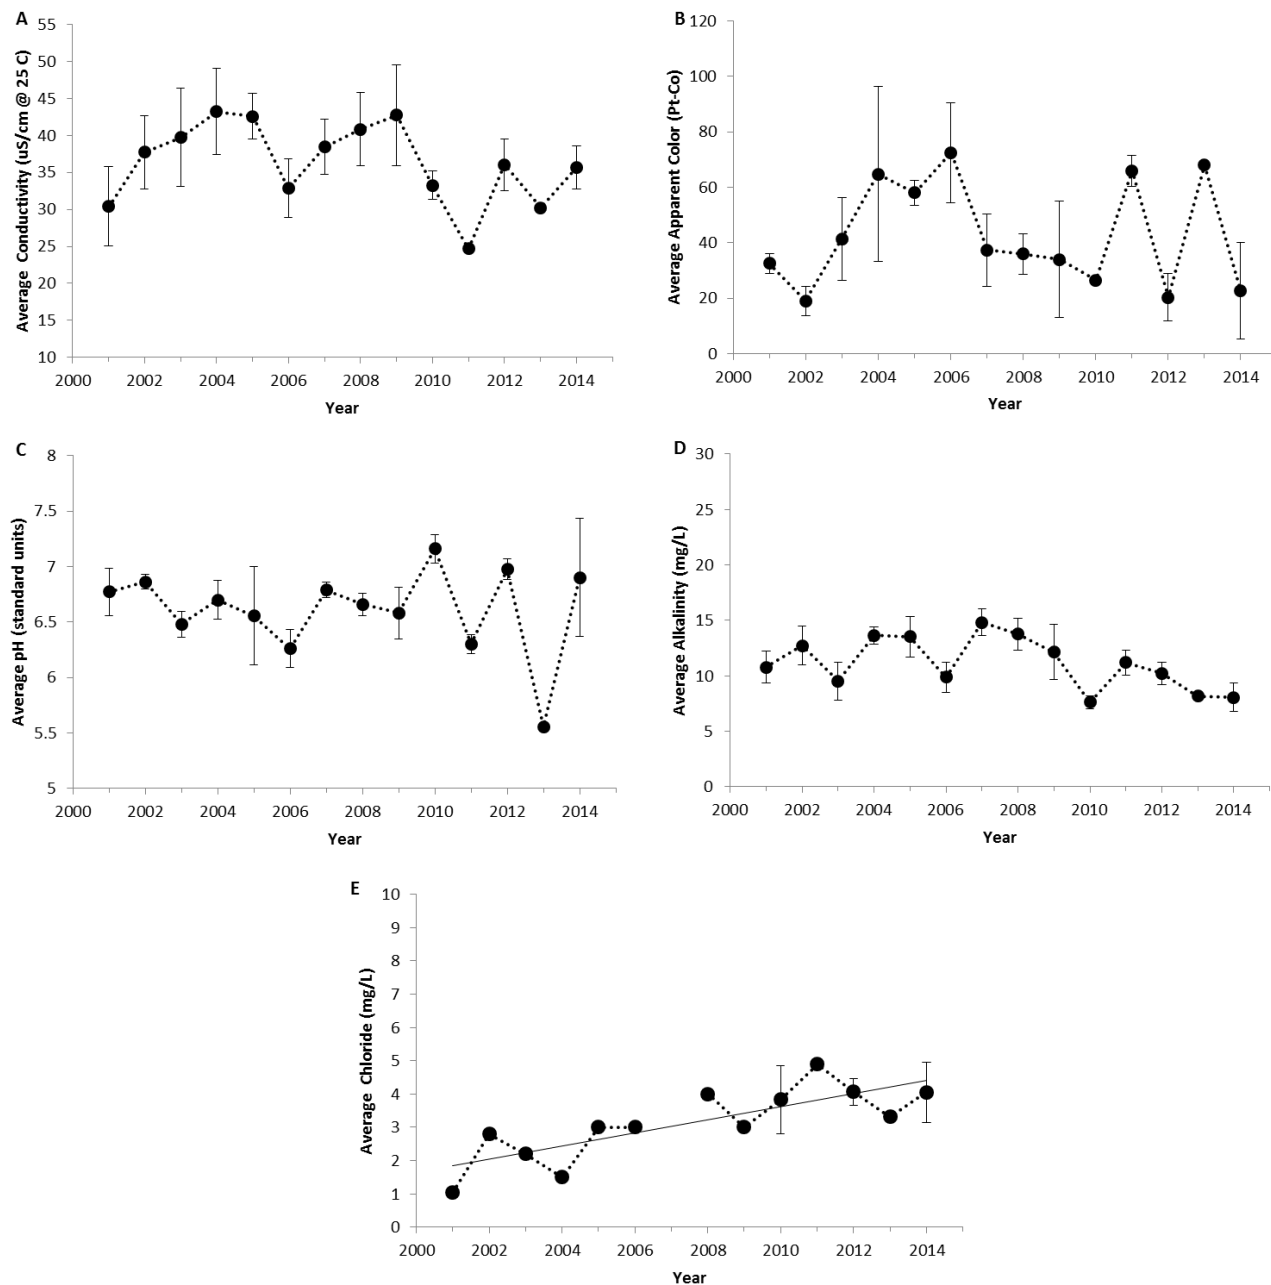 A
Average Conductivity (uS/cm @ 25 C)
55
50
45
40
35
30
25
20
15
10
2000 2002 2004 2006 2008 2010 2012 2014
Year
B
Average Apparent Color (Pt-Co)
120
100
80
60
40
20
0
2000 2002 2004 2006 2008 2010 2012 2014
Year
C
Average pH (standard units)
8
7.5
7
6.5
6
5.5
5
2000 2002 2004 2006 2008 2010 2012 2014
Year
D
Average Alkalinity (mg/L)
30
25
20
15
10
5
0
2000 2002 2004 2006 2008 2010 2012 2014
Year
E
Average Chloride (mg/L)
10
9
8
7
6
5
4
3
2
1
0
2000 2002 2004 2006 2008 2010 2012 2014
Year